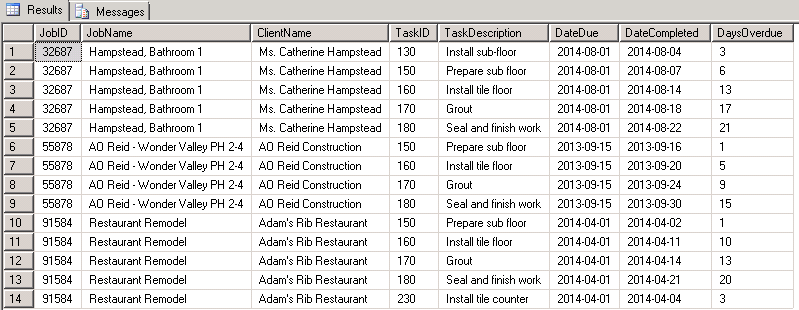 Results Messages
JobID JobName ClientName TaskID TaskDescription DateDue DateCompleted DaysOverdue
1 32687 Hampstead, Bathroom 1 Ms. Catherine Hampstead 130 Install sub-floor 2014-08-01 2014-08-04 3
2 32687 Hampstead, Bathroom 1 Ms. Catherine Hampstead 150 Prepare sub floor 2014-08-01 2014-08-07 6
3 32687 Hampstead, Bathroom 1 Ms. Catherine Hampstead 160 Install tile floor 2014-08-01 2014-08-14 13
4 32687 Hampstead, Bathroom 1 Ms. Catherine Hampstead 170 Grout 2014-08-01 2014-08-18 17
5 32687 Hampstead, Bathroom 1 Ms. Catherine Hampstead 180 Seal and finish work 2014-08-01 2014-08-22 21
6 55878 AO Reid - Wonder Valley PH 2-4 AO Reid Construction 150 Prepare sub floor 2013-09-15 2013-09-16 1
7 55878 AO Reid - Wonder Valley PH 2-4 AO Reid Construction 160 Install tile floor 2013-09-15 2013-09-20 5
8 55878 AO Reid - Wonder Valley PH 2-4 AO Reid Construction 170 Grout 2013-09-15 2013-09-24 9
9 55878 AO Reid - Wonder Valley PH 2-4 AO Reid Construction 180 Seal and finish work 2013-09-15 2013-09-30 15
10 91584 Restaurant Remodel Adam's Rib Restaurant 150 Prepare sub floor 2014-04-01 2014-04-02 1
11 91584 Restaurant Remodel Adam's Rib Restaurant 160 Install tile floor 2014-04-01 2014-04-11 10
12 91584 Restaurant Remodel Adam's Rib Restaurant 170 Grout 2014-04-01 2014-04-14 13
13 91584 Restaurant Remodel Adam's Rib Restaurant 180 Seal and finish work 2014-04-01 2014-04-21 20
14 91584 Restaurant Remodel Adam's Rib Restaurant 230 Install tile counter 2014-04-01 2014-04-04 3